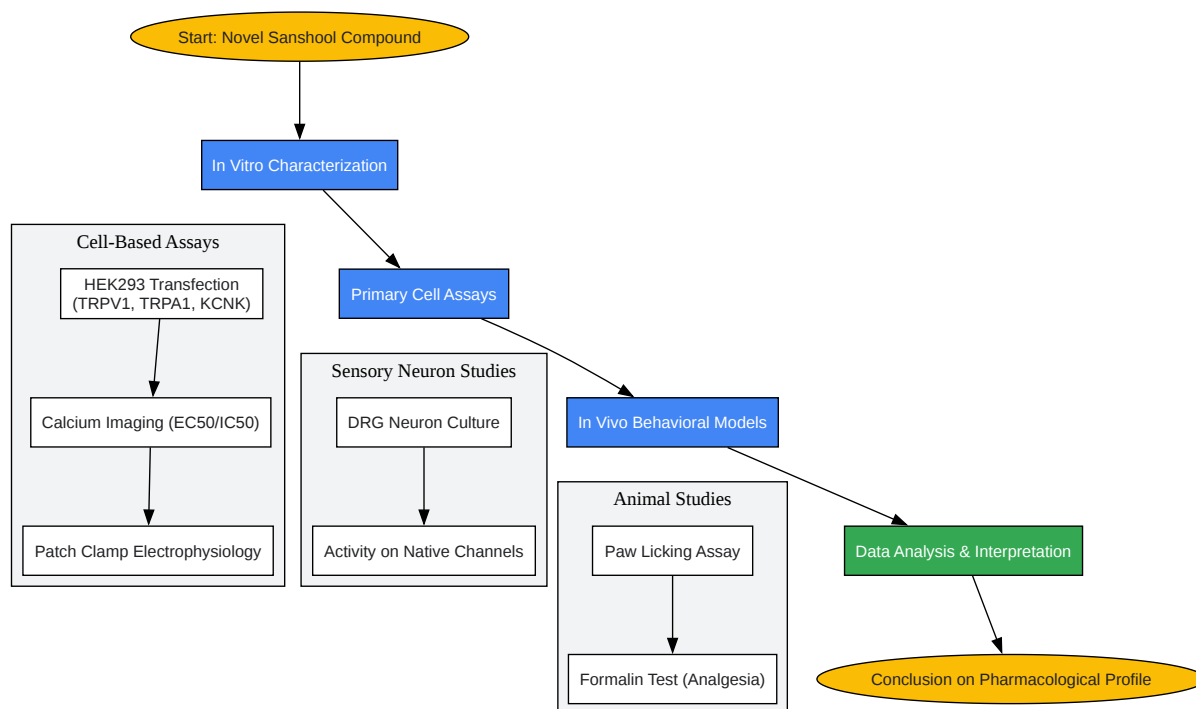 Start: Novel Sanshool Compound
In Vitro Characterization
Cell-Based Assays
HEK293 Transfection
(TRPV1, TRPA1, KCNK)
Primary Cell Assays
Sensory Neuron Studies
Calcium Imaging (EC50/IC50)
DRG Neuron Culture
In Vivo Behavioral Models
Animal Studies
Patch Clamp Electrophysiology
Activity on Native Channels
Paw Licking Assay
Data Analysis & Interpretation
Formalin Test (Analgesia)
Conclusion on Pharmacological Profile